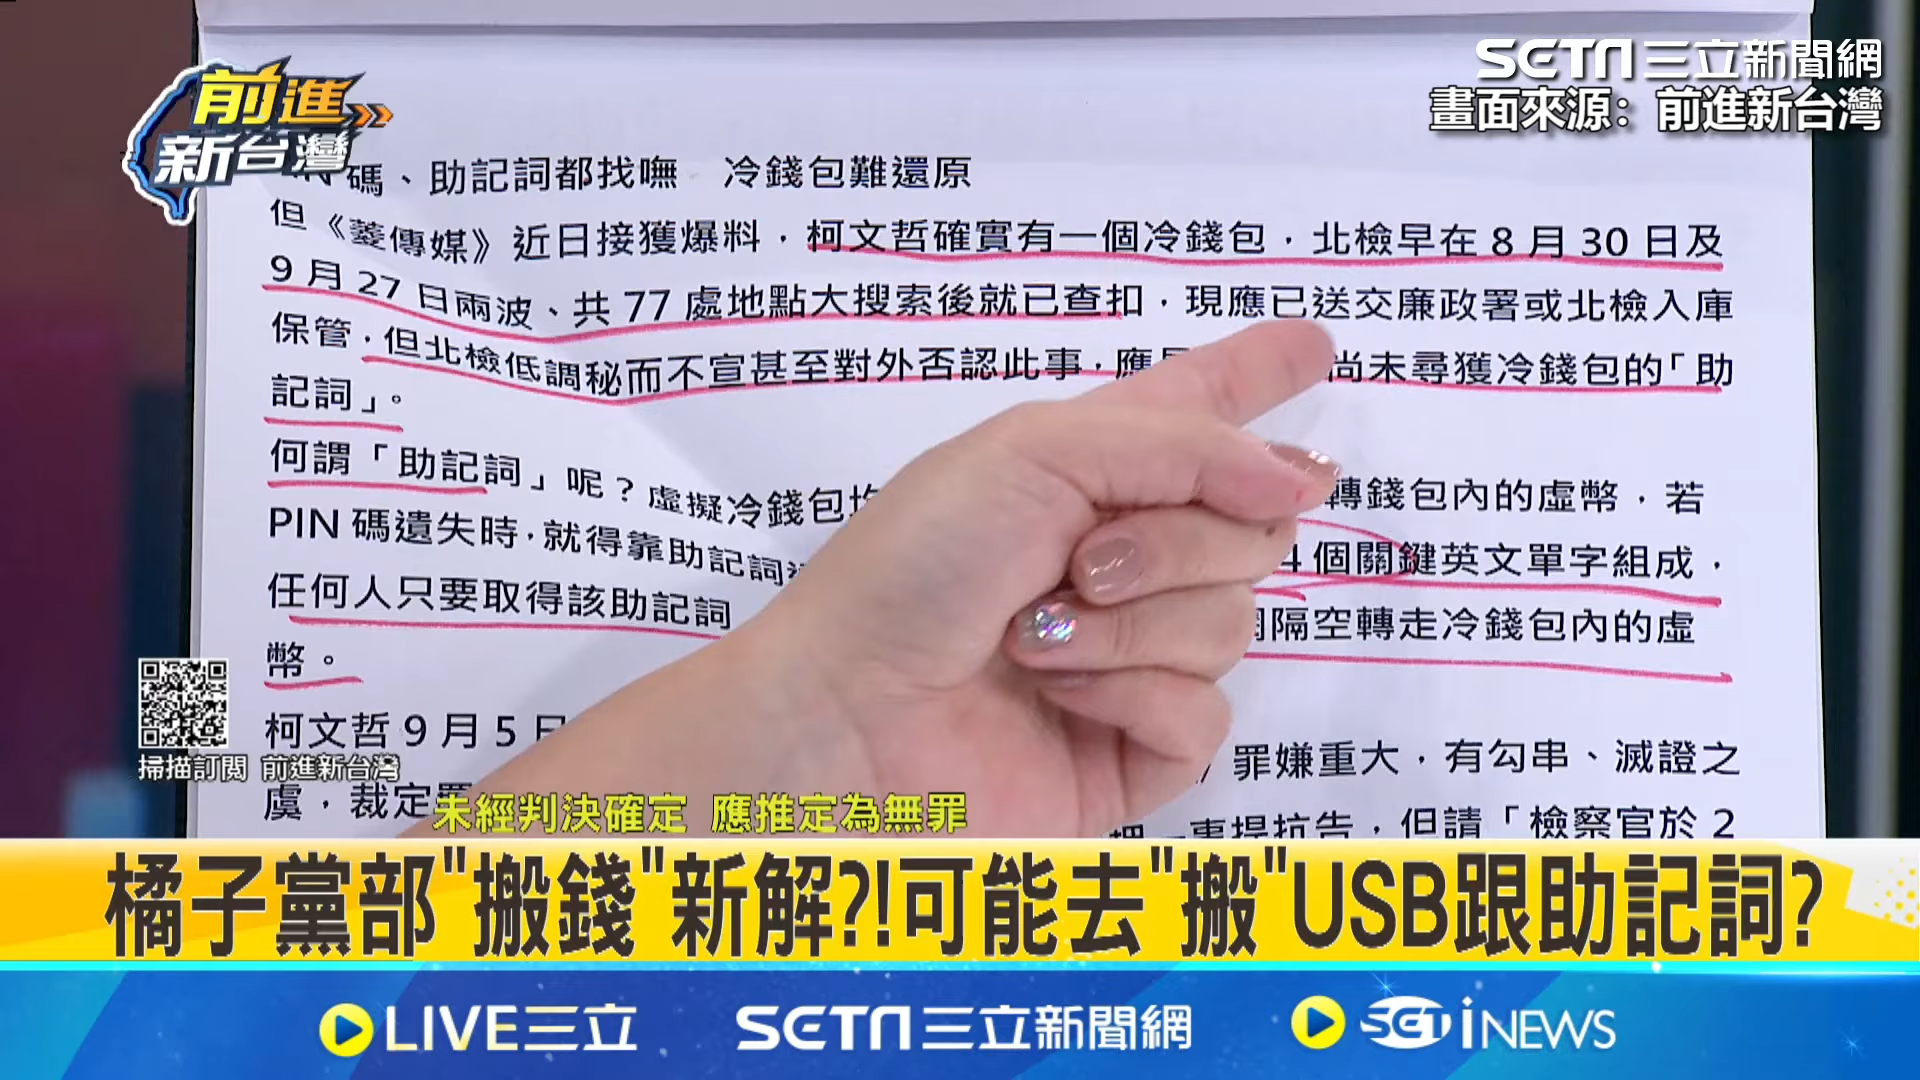 SETN三立新聞網
畫面來源：前進新台灣
前進
新台灣
碼、助記詞都找嘸　冷錢包難還原
但《菱傳媒》近日接獲爆料，柯文哲確實有一個冷錢包，北檢早在 8 月 30 日及
9 月 27 日兩波、共 77 處地點大搜索後就已查扣，現應已送交廉政署或北檢入庫
保管，但北檢低調秘而不宣甚至對外否認此事，應 尚未尋獲冷錢包的「助
記詞」。
何謂「助記詞」呢？虛擬冷錢包 轉錢包內的虛幣，若
PIN 碼遺失時，就得靠助記詞 4 個關鍵英文單字組成，
任何人只要取得該助記詞 隔空轉走冷錢包內的虛
幣。
柯文哲 9 月 5 罪嫌重大，有勾串、滅證之
虞，裁定 一事提抗告，但請「檢察官於 2
掃描訂閱 前進新台灣
未經判決確定 應推定為無罪
橘子黨部"搬錢"新解?!可能去"搬"USB跟助記詞?
LIVE三立
SETN三立新聞網
SETiNEWS